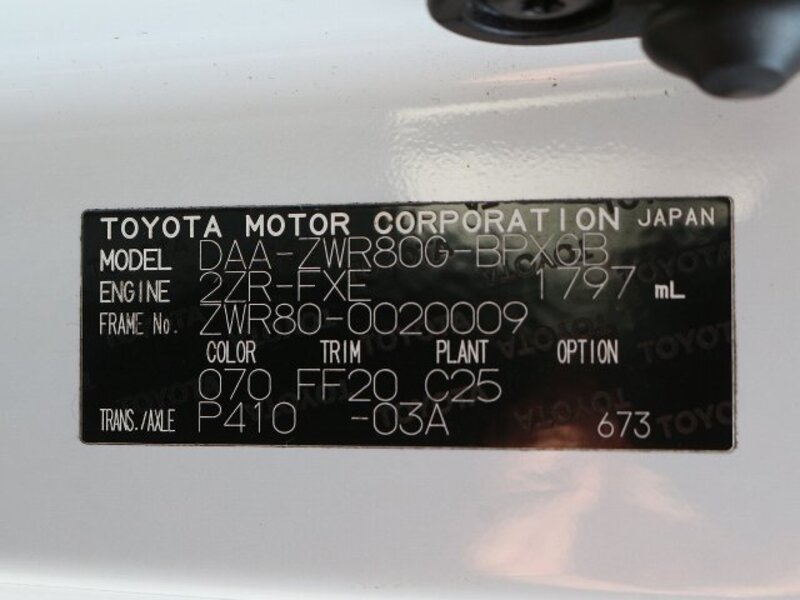 TOYOTA MOTOR CORPORATION JAPAN
MODEL DAA-ZWR80G-BPXGB
ENGINE 2ZR-FXE 1797 mL
FRAME No. ZWR80-0020009
COLOR TRIM PLANT OPTION
070 FF20 C25
TRANS./AXLE P410 -03A 673